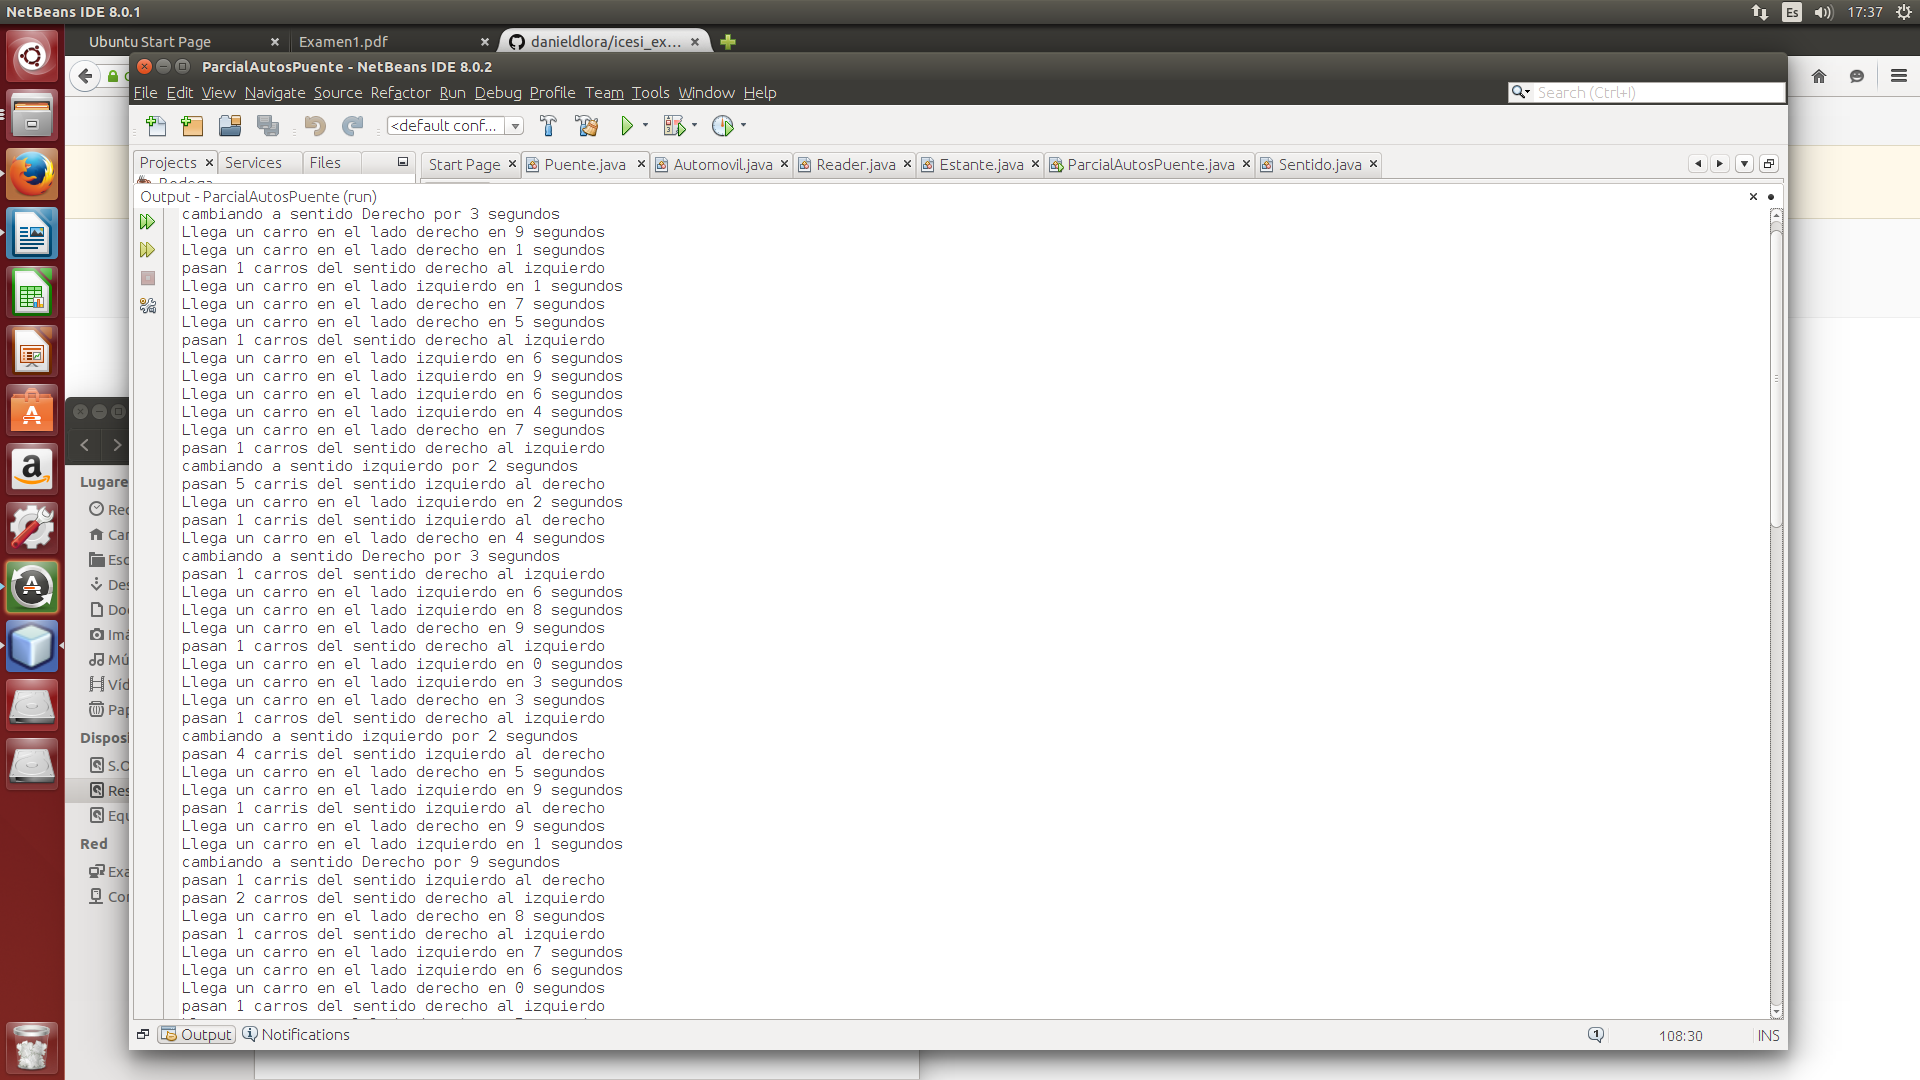 NetBeans IDE 8.0.1
Es
17:37
Ubuntu Start Page
Examen1.pdf
danieldlora/icesi_ex...
ParcialAutosPuente - NetBeans IDE 8.0.2
File Edit View Navigate Source Refactor Run Debug Profile Team Tools Window Help
Search (Ctrl+I)
<default conf...
Projects
Services
Files
Start Page
Puente.java
Automovil.java
Reader.java
Estante.java
ParcialAutosPuente.java
Sentido.java
Bodega
Output - ParcialAutosPuente (run)
cambiando a sentido Derecho por 3 segundos
Llega un carro en el lado derecho en 9 segundos
Llega un carro en el lado derecho en 1 segundos
pasan 1 carros del sentido derecho al izquierdo
Llega un carro en el lado izquierdo en 1 segundos
Llega un carro en el lado derecho en 7 segundos
Llega un carro en el lado derecho en 5 segundos
pasan 1 carros del sentido derecho al izquierdo
Llega un carro en el lado izquierdo en 6 segundos
Llega un carro en el lado izquierdo en 9 segundos
Llega un carro en el lado izquierdo en 6 segundos
Llega un carro en el lado izquierdo en 4 segundos
Llega un carro en el lado derecho en 7 segundos
pasan 1 carros del sentido derecho al izquierdo
cambiando a sentido izquierdo por 2 segundos
pasan 5 carris del sentido izquierdo al derecho
Llega un carro en el lado izquierdo en 2 segundos
pasan 1 carris del sentido izquierdo al derecho
Llega un carro en el lado derecho en 4 segundos
cambiando a sentido Derecho por 3 segundos
pasan 1 carros del sentido derecho al izquierdo
Llega un carro en el lado izquierdo en 6 segundos
Llega un carro en el lado izquierdo en 8 segundos
Llega un carro en el lado derecho en 9 segundos
pasan 1 carros del sentido derecho al izquierdo
Llega un carro en el lado izquierdo en 0 segundos
Llega un carro en el lado izquierdo en 3 segundos
Llega un carro en el lado derecho en 3 segundos
pasan 1 carros del sentido derecho al izquierdo
cambiando a sentido izquierdo por 2 segundos
pasan 4 carris del sentido izquierdo al derecho
Llega un carro en el lado derecho en 5 segundos
Llega un carro en el lado izquierdo en 9 segundos
pasan 1 carris del sentido izquierdo al derecho
Llega un carro en el lado derecho en 9 segundos
Llega un carro en el lado izquierdo en 1 segundos
cambiando a sentido Derecho por 9 segundos
pasan 1 carris del sentido izquierdo al derecho
pasan 2 carros del sentido derecho al izquierdo
Llega un carro en el lado derecho en 8 segundos
pasan 1 carros del sentido derecho al izquierdo
Llega un carro en el lado izquierdo en 7 segundos
Llega un carro en el lado izquierdo en 6 segundos
Llega un carro en el lado derecho en 0 segundos
pasan 1 carros del sentido derecho al izquierdo
Lugare
Rec
Car
Esc
Des
Doc
Imá
Mú
Víd
Pap
Disposi
S.O
Res
Equ
Red
Exa
Cor
Output
Notifications
108:30
INS